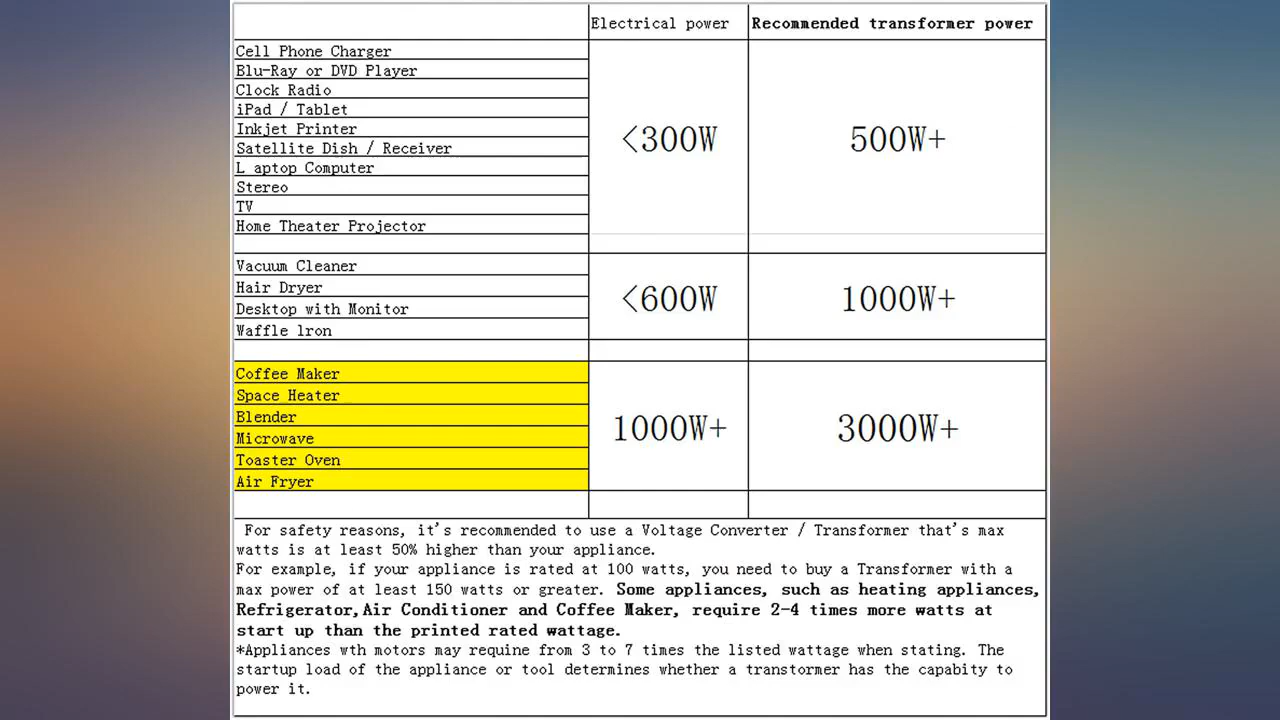 Electrical power Recommended transformer power
Cell Phone Charger
Blu-Ray or DVD Player
Clock Radio
iPad / Tablet
Inkjet Printer
<300W 500W+
Satellite Dish / Receiver
L aptop Computer
Stereo
TV
Home Theater Projector
Vacuum Cleaner
Hair Dryer
<600W 1000W+
Desktop with Monitor
Waffle lron
Coffee Maker
Space Heater
Blender
1000W+ 3000W+
Microwave
Toaster Oven
Air Fryer
For safety reasons, it's recommended to use a Voltage Converter / Transformer that's max
watts is at least 50% higher than your appliance.
For example, if your appliance is rated at 100 watts, you need to buy a Transformer with a
max power of at least 150 watts or greater. Some appliances, such as heating appliances,
Refrigerator,Air Conditioner and Coffee Maker, require 2-4 times more watts at
start up than the printed rated wattage.
*Appliances wth motors may requine from 3 to 7 times the listed wattage when stating. The
startup load of the appliance or tool determines whether a transtormer has the capabity to
power it.